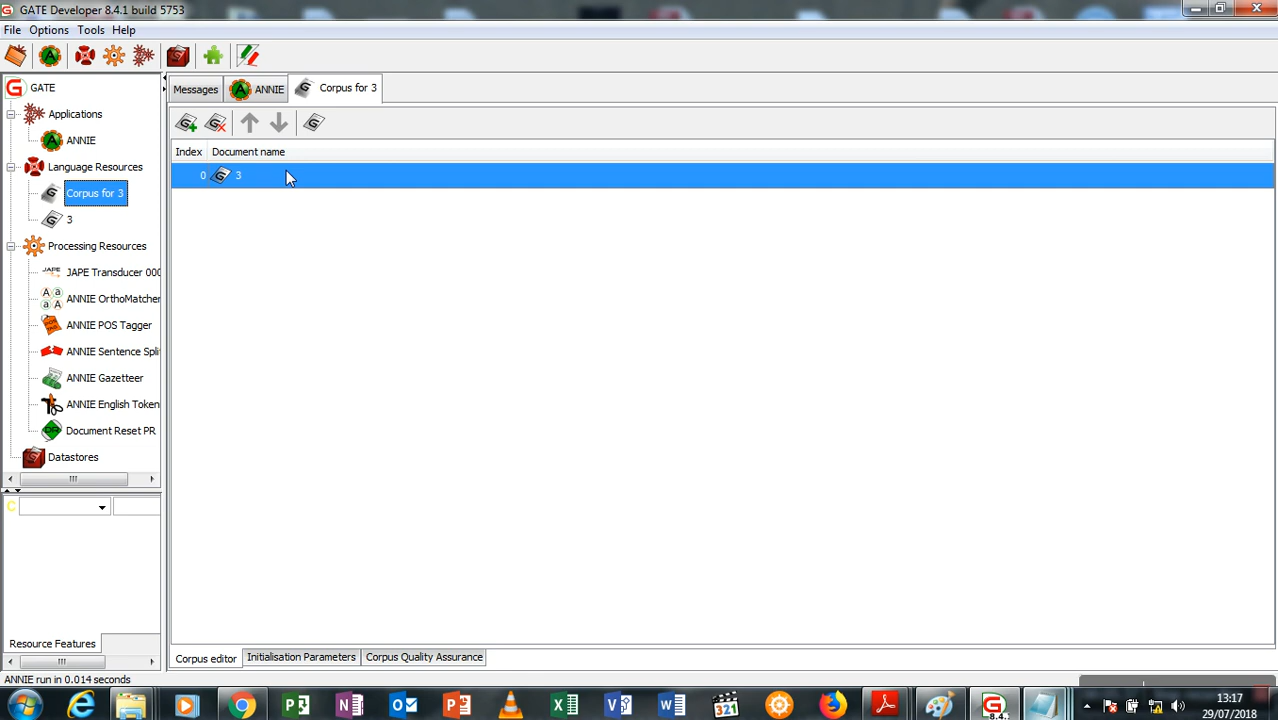 GATE Developer 8.4.1 build 5753
File Options Tools Help
GATE
Applications
ANNIE
Language Resources
Corpus for 3
3
Processing Resources
JAPE Transducer 000
ANNIE OrthoMatcher
ANNIE POS Tagger
ANNIE Sentence Spli
ANNIE Gazetteer
ANNIE English Token
Document Reset PR
Datastores
C
Resource Features
Messages ANNIE Corpus for 3
Index Document name
0 3
Corpus editor Initialisation Parameters Corpus Quality Assurance
ANNIE run in 0.014 seconds
13:17
29/07/2018